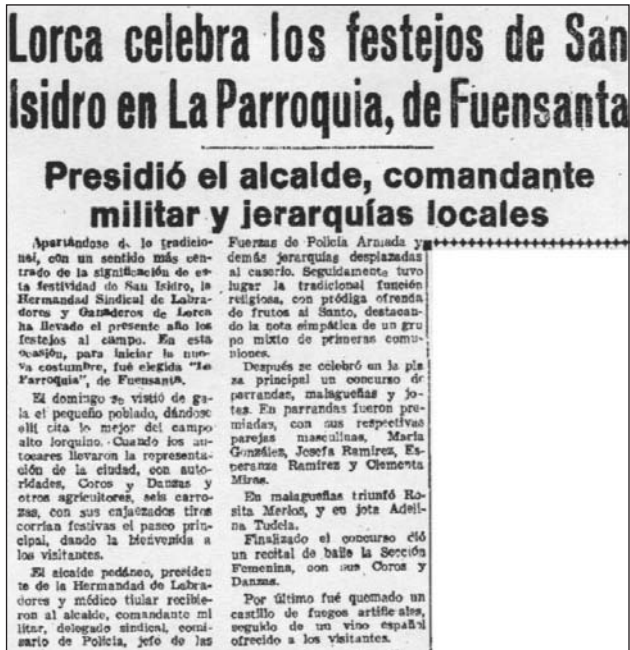 Lorca celebra los festejos de San
Isidro en La Parroquia, de Fuensanta
Presidió el alcalde, comandante
militar y jerarquías locales
Apartándose de lo tradicio-
nal, con un sentido más cen-
trado de la significación de es-
ta festividad de San Isidro, la
Hermandad Sindical de Labra-
dores y Ganaderos de Lorca
ha llevado el presente año los
festejos al campo. En esta
ocasión, para iniciar la nue-
va costumbre, fué elegida "La
Parroquia", de Fuensanta.
El domingo se vistió de ga-
la el pequeño poblado, dándose
allí cita lo mejor del campo
alto lorquino. Cuando los au-
tocares llevaron la representa-
ción de la ciudad, con auto-
ridades, Coros y Danzas y
otros agricultores, seis carro-
zas, con sus enjaezados tiros
corrían festivas el paseo prin-
cipal, dando la bienvenida a
los visitantes.
El alcalde pedáneo, presiden
te de la Hermandad de Labra-
dores y médico titular recibie-
ron al alcalde, comandante mi
litar, delegado sindical, comi-
sario de Policía, jefe de las
Fuerzas de Policía Armada y
demás jerarquías desplazadas
al caserío. Seguidamente tuvo
lugar la tradicional función
religiosa, con pródiga ofrenda
de frutos al Santo, destacan-
do la nota simpática de un gru
po mixto de primeras comu-
niones.
Después se celebró en la pla
za principal un concurso de
parrandas, malagueñas y jo-
tas. En parrandas fueron pre-
miadas, con sus respectivas
parejas masculinas, María
González, Josefa Ramírez, Es-
peranza Ramírez y Clementa
Miras.
En malagueñas triunfó Ro-
sita Merlos, y en jota Adeli-
na Tudela.
Finalizado el concurso dió
un recital de baile la Sección
Femenina, con sus Coros y
Danzas.
Por último fué quemado un
castillo de fuegos artificiales,
seguido de un vino español
ofrecido a los visitantes.